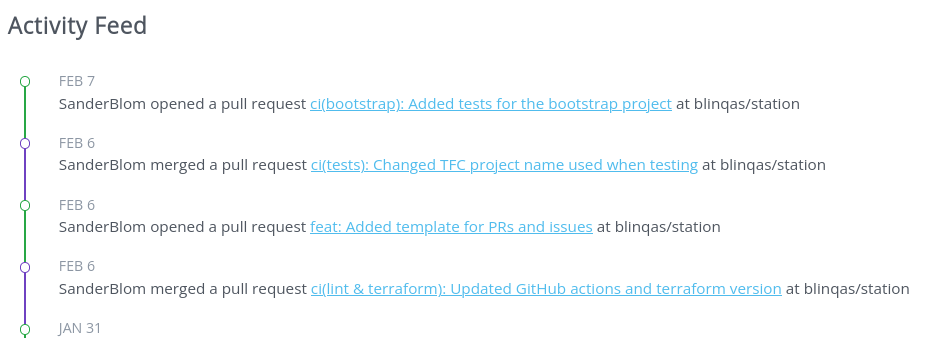 Activity Feed
FEB 7
SanderBlom opened a pull request ci(bootstrap): Added tests for the bootstrap project at blinqas/station
FEB 6
SanderBlom merged a pull request ci(tests): Changed TFC project name used when testing at blinqas/station
FEB 6
SanderBlom opened a pull request feat: Added template for PRs and issues at blinqas/station
FEB 6
SanderBlom merged a pull request ci(lint & terraform): Updated GitHub actions and terraform version at blinqas/station
JAN 31